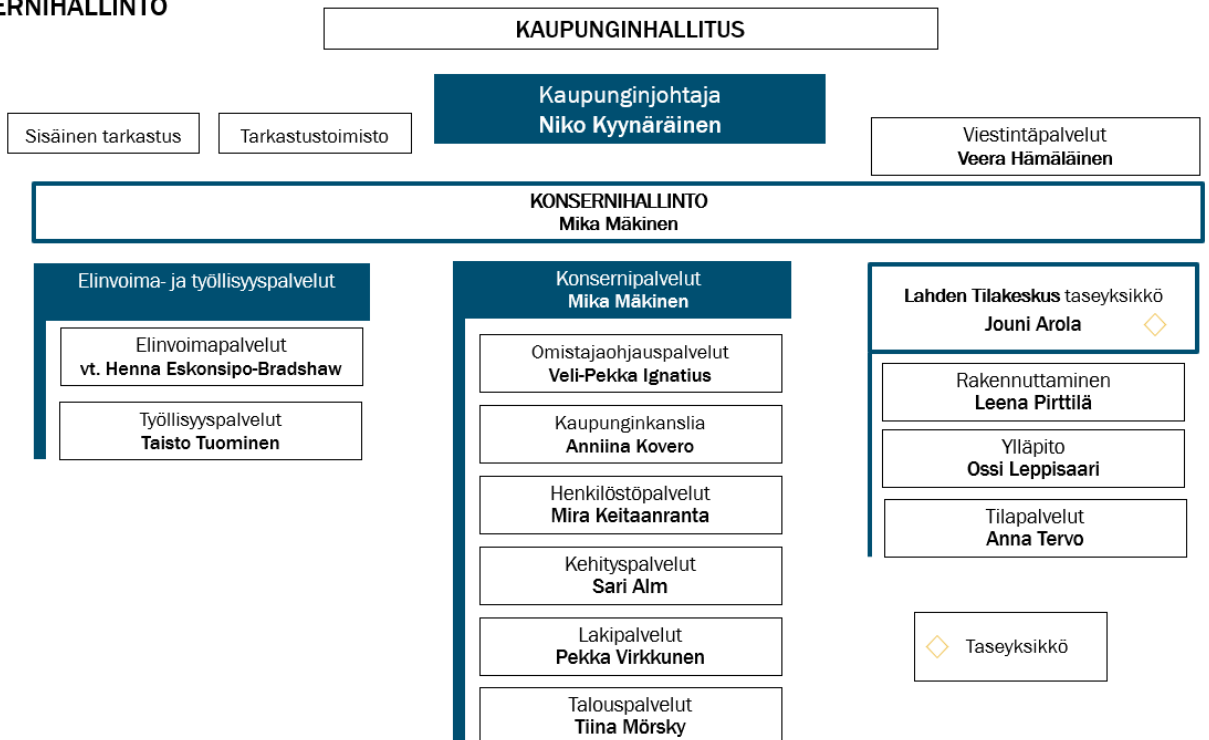 ERNIHALLINTO
KAUPUNGINHALLITUS
Kaupunginjohtaja
Niko Kyynäräinen
Sisäinen tarkastus
Tarkastustoimisto
Viestintäpalvelut
Veera Hämäläinen
KONSERNIHALLINTO
Mika Mäkinen
Elinvoima- ja työllisyyspalvelut
Elinvoimapalvelut
vt. Henna Eskonsipo-Bradshaw
Työllisyyspalvelut
Taisto Tuominen
Konsernipalvelut
Mika Mäkinen
Omistajaohjauspalvelut
Veli-Pekka Ignatius
Kaupunginkanslia
Anniina Kovero
Henkilöstöpalvelut
Mira Keitaanranta
Kehityspalvelut
Sari Alm
Lakipalvelut
Pekka Virkkunen
Talouspalvelut
Tiina Mörsky
Lahden Tilakeskus taseyksikkö
Jouni Arola
Rakennuttaminen
Leena Pirttilä
Ylläpito
Ossi Leppisaari
Tilapalvelut
Anna Tervo
Taseyksikkö